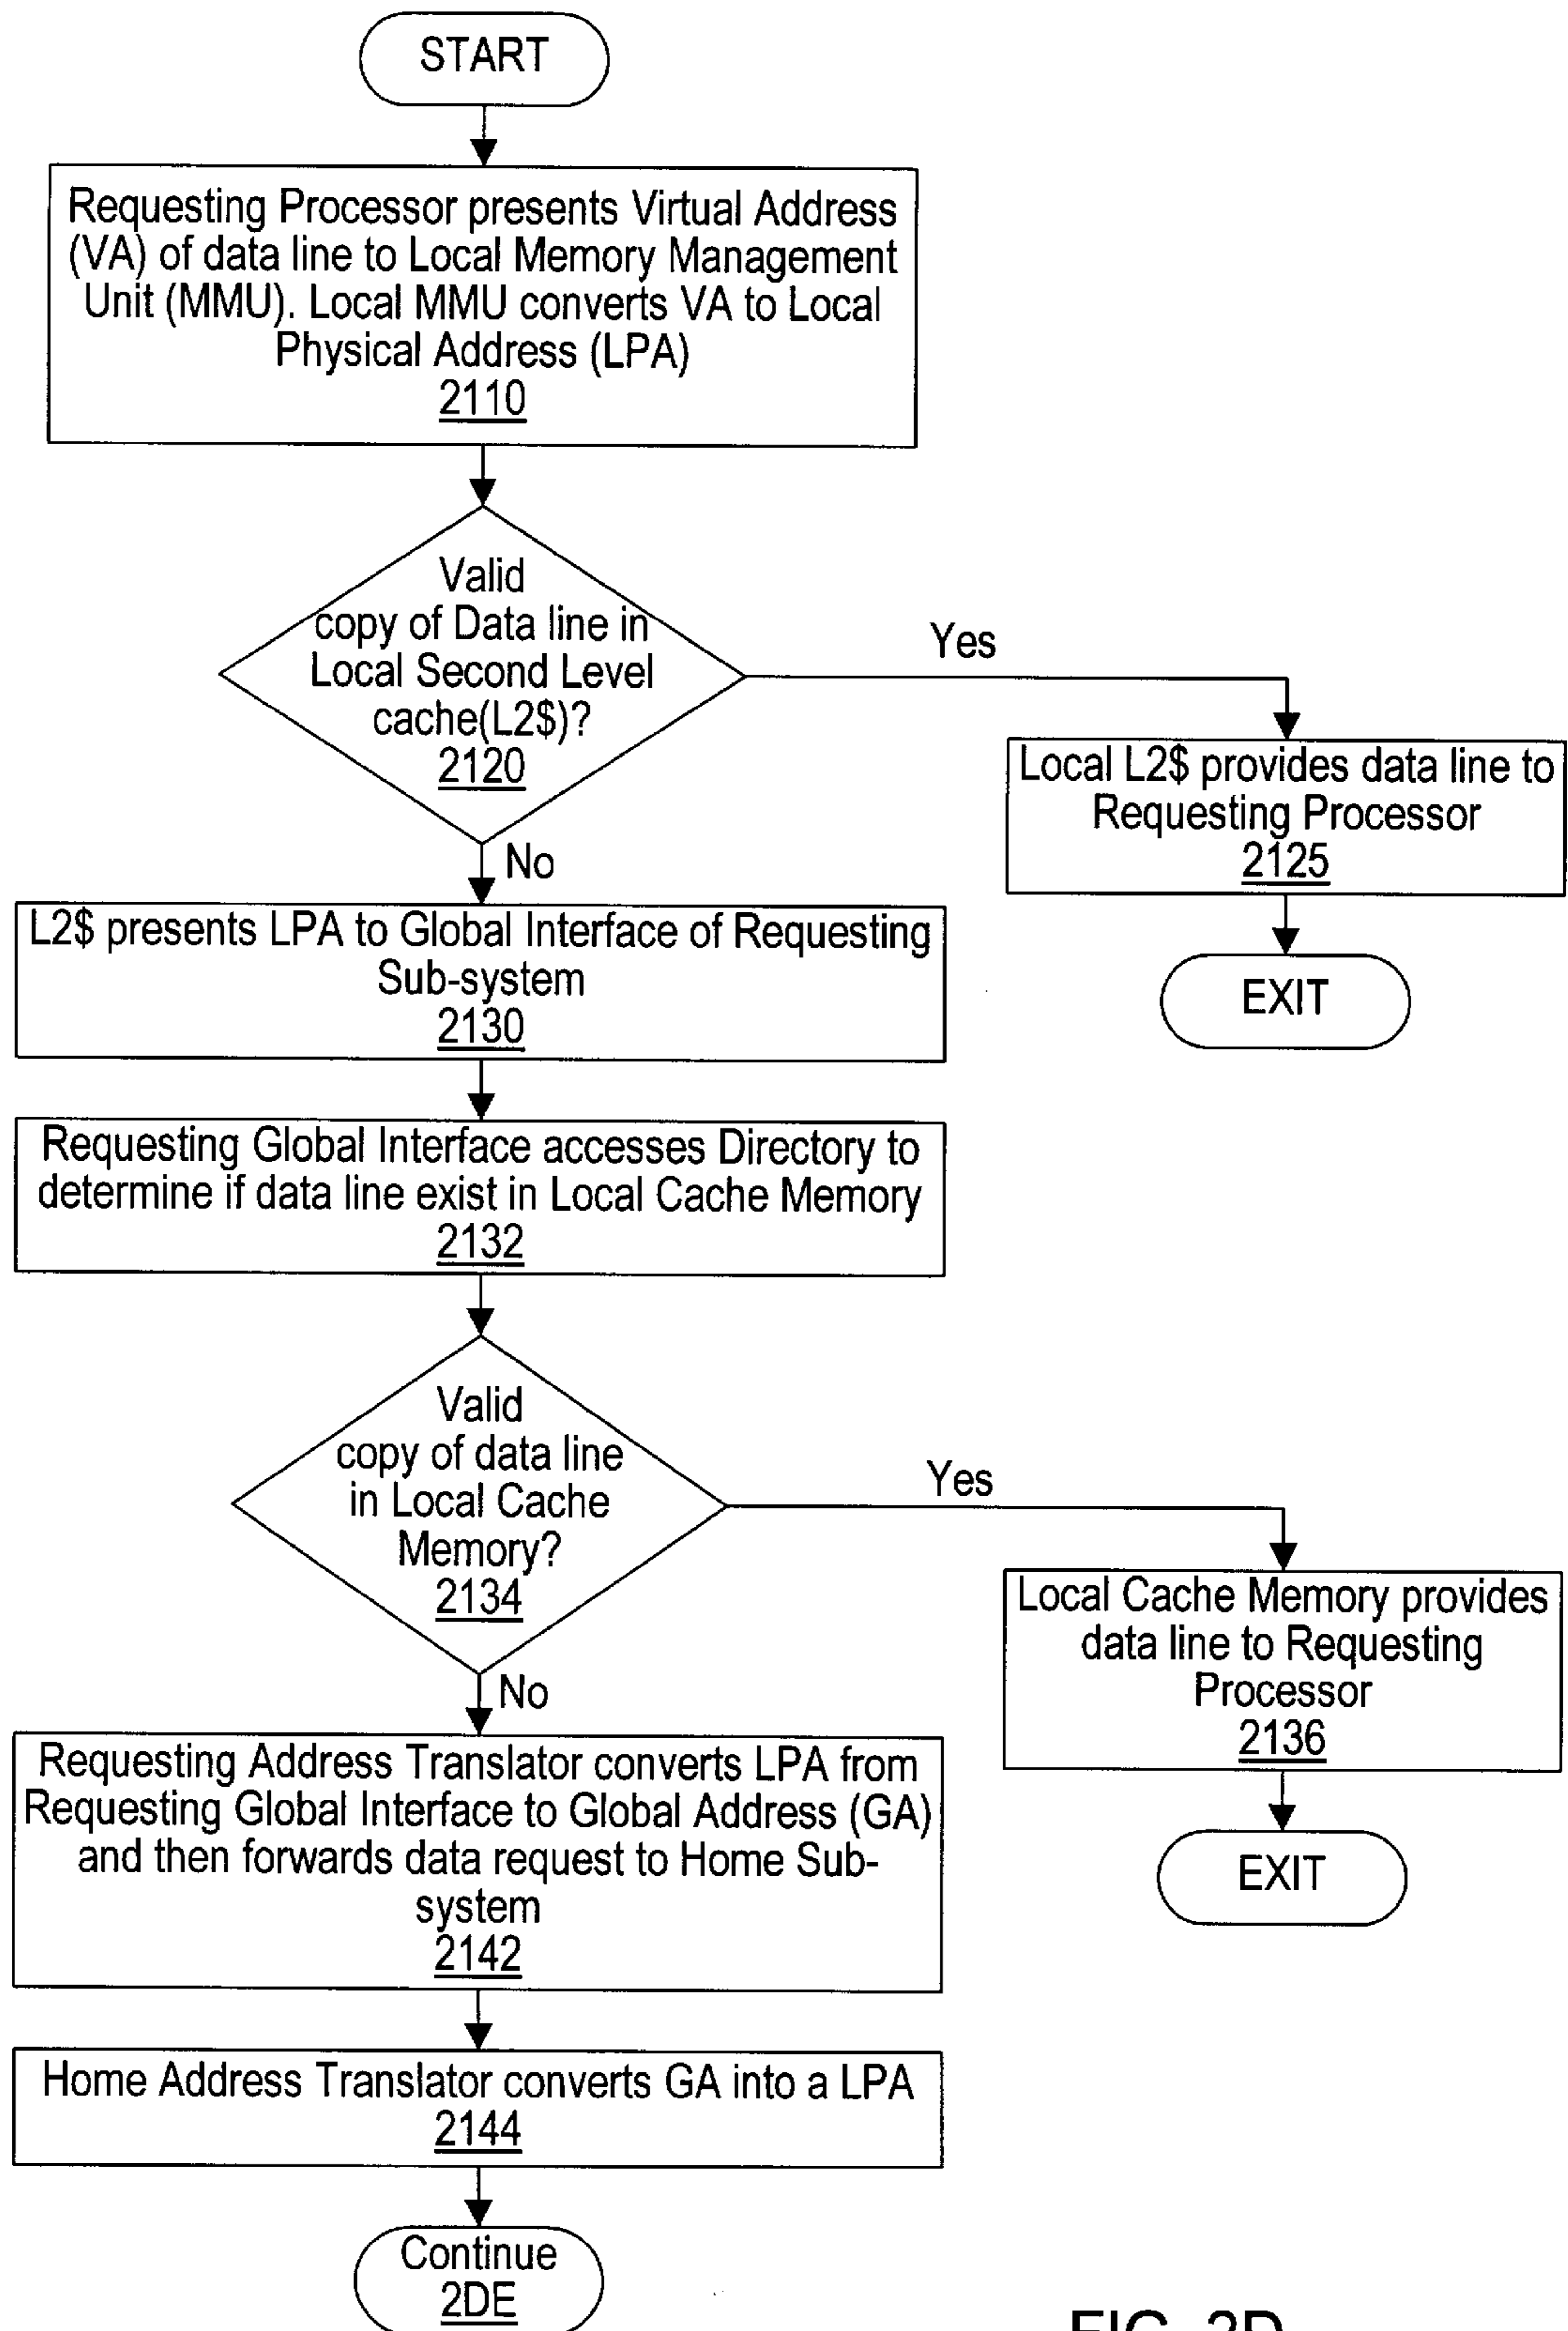 START
Requesting Processor presents Virtual Address
(VA) of data line to Local Memory Management
Unit (MMU). Local MMU converts VA to Local
Physical Address (LPA)
2110
Valid
copy of Data line in
Local Second Level
cache(L2$)?
2120
Yes
Local L2$ provides data line to
Requesting Processor
2125
EXIT
No
L2$ presents LPA to Global Interface of Requesting
Sub-system
2130
Requesting Global Interface accesses Directory to
determine if data line exist in Local Cache Memory
2132
Valid
copy of data line
in Local Cache
Memory?
2134
Yes
Local Cache Memory provides
data line to Requesting
Processor
2136
EXIT
No
Requesting Address Translator converts LPA from
Requesting Global Interface to Global Address (GA)
and then forwards data request to Home Sub-
system
2142
Home Address Translator converts GA into a LPA
2144
Continue
2DE
FIG. 2D